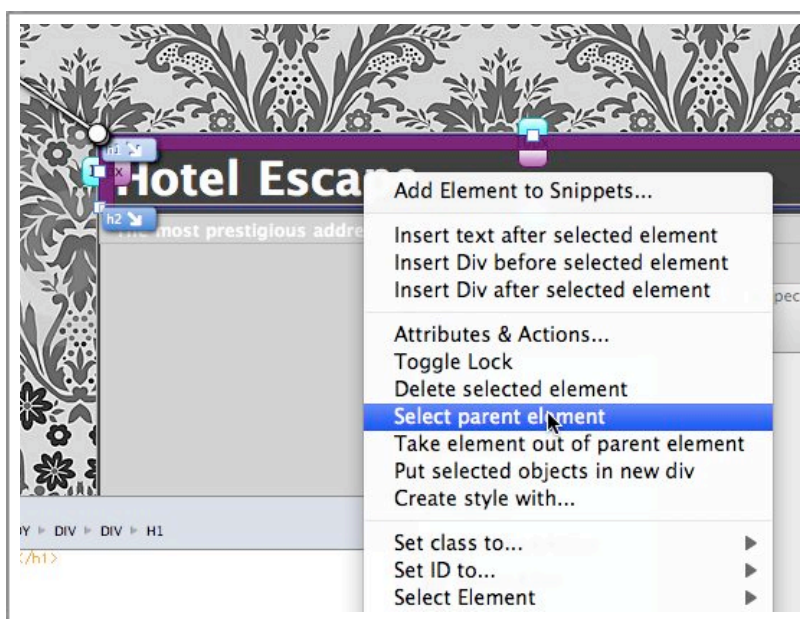 h1
x
Hotel Escape
h2
The most prestigious addre
Add Element to Snippets...
Insert text after selected element
Insert Div before selected element
Insert Div after selected element
pec
Attributes & Actions...
Toggle Lock
Delete selected element
Select parent element
Take element out of parent element
Put selected objects in new div
Create style with...
Y ▸ DIV ▸ DIV ▸ H1
</h1>
Set class to...
Set ID to...
Select Element